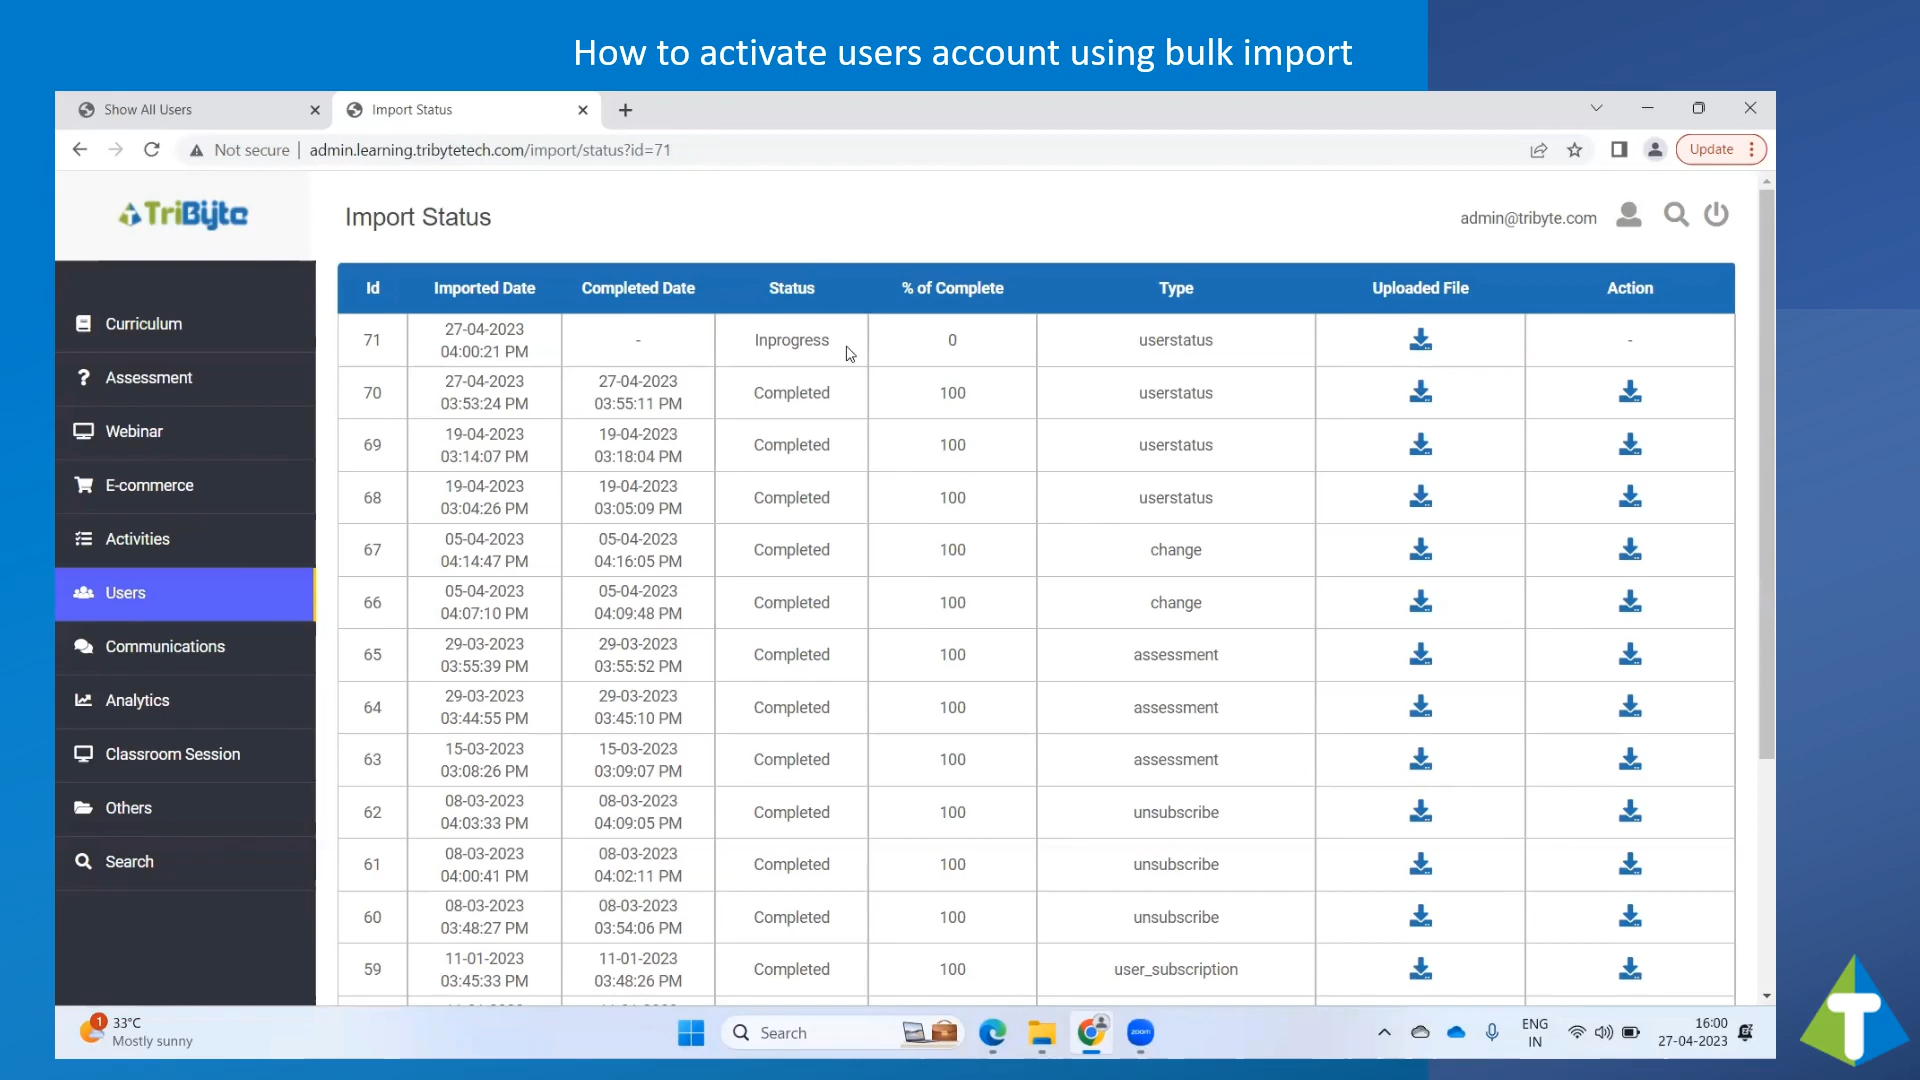 How to activate users account using bulk import
Show All Users
Import Status
Not secure
admin.learning.tribytetech.com/import/status?id=71
Update
TriByte
Import Status
admin@tribyte.com
Curriculum
Assessment
Webinar
E-commerce
Activities
Users
Communications
Analytics
Classroom Session
Others
Search
Id Imported Date Completed Date Status % of Complete Type Uploaded File Action
71 27-04-2023 04:00:21 PM - Inprogress 0 userstatus -
70 27-04-2023 03:53:24 PM 27-04-2023 03:55:11 PM Completed 100 userstatus
69 19-04-2023 03:14:07 PM 19-04-2023 03:18:04 PM Completed 100 userstatus
68 19-04-2023 03:04:26 PM 19-04-2023 03:05:09 PM Completed 100 userstatus
67 05-04-2023 04:14:47 PM 05-04-2023 04:16:05 PM Completed 100 change
66 05-04-2023 04:07:10 PM 05-04-2023 04:09:48 PM Completed 100 change
65 29-03-2023 03:55:39 PM 29-03-2023 03:55:52 PM Completed 100 assessment
64 29-03-2023 03:44:55 PM 29-03-2023 03:45:10 PM Completed 100 assessment
63 15-03-2023 03:08:26 PM 15-03-2023 03:09:07 PM Completed 100 assessment
62 08-03-2023 04:03:33 PM 08-03-2023 04:09:05 PM Completed 100 unsubscribe
61 08-03-2023 04:00:41 PM 08-03-2023 04:02:11 PM Completed 100 unsubscribe
60 08-03-2023 03:48:27 PM 08-03-2023 03:54:06 PM Completed 100 unsubscribe
59 11-01-2023 03:45:33 PM 11-01-2023 03:48:26 PM Completed 100 user_subscription
1
33°C
Mostly sunny
Search
zoom
ENG
IN
16:00
27-04-2023
T